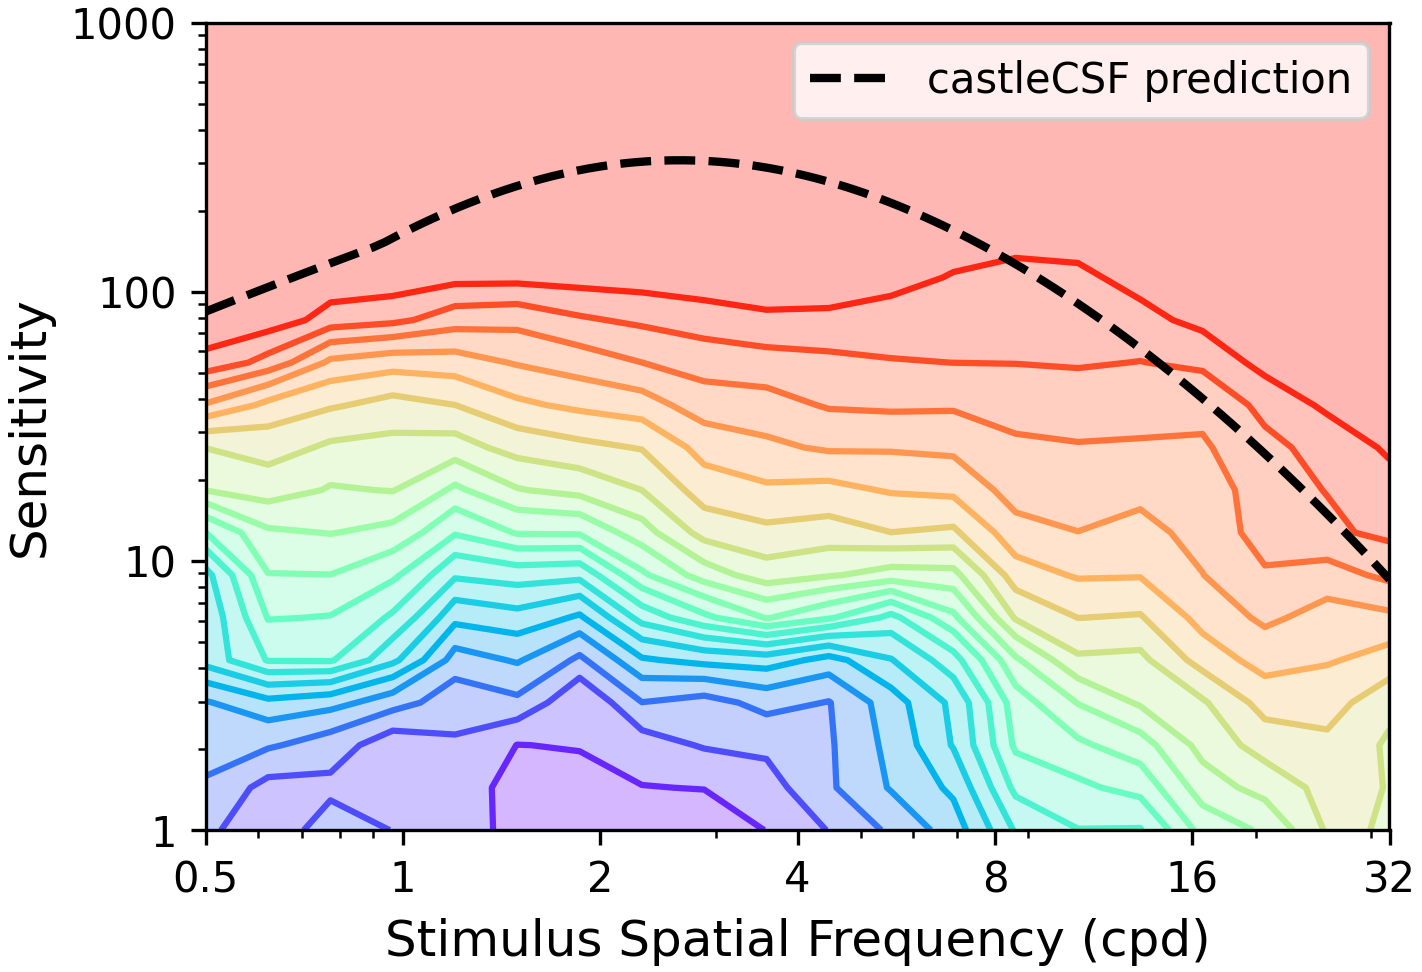 1000
100
10
1
Sensitivity
castleCSF prediction
0.5 1 2 4 8 16 32
Stimulus Spatial Frequency (cpd)